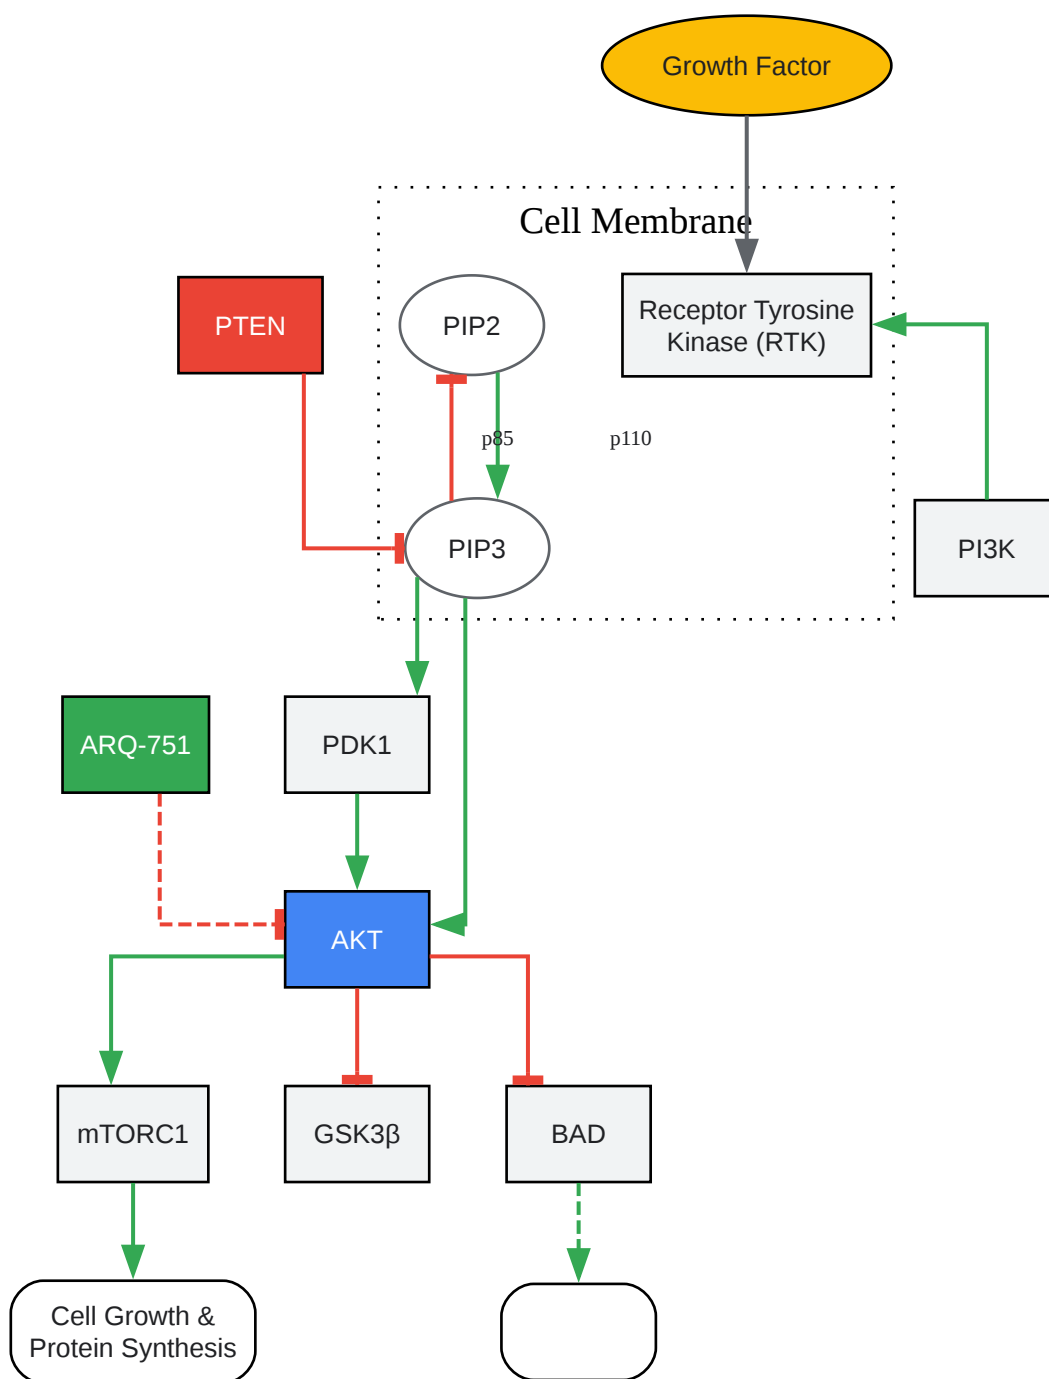 Growth Factor
Cell Membrane
PTEN
PIP2
Receptor Tyrosine
Kinase (RTK)
p85
p110
PIP3
PI3K
ARQ-751
PDK1
AKT
mTORC1
GSK3β
BAD
Cell Growth &
Protein Synthesis